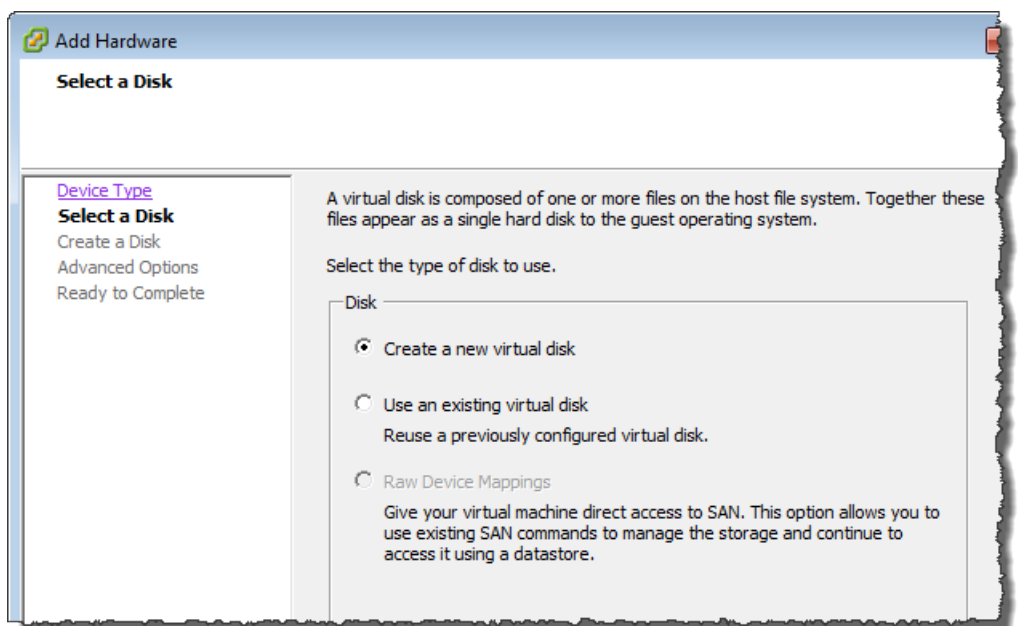 Add Hardware
Select a Disk
Device Type
Select a Disk
Create a Disk
Advanced Options
Ready to Complete
A virtual disk is composed of one or more files on the host file system. Together these
files appear as a single hard disk to the guest operating system.
Select the type of disk to use.
Disk
Create a new virtual disk
Use an existing virtual disk
Reuse a previously configured virtual disk.
Raw Device Mappings
Give your virtual machine direct access to SAN. This option allows you to
use existing SAN commands to manage the storage and continue to
access it using a datastore.